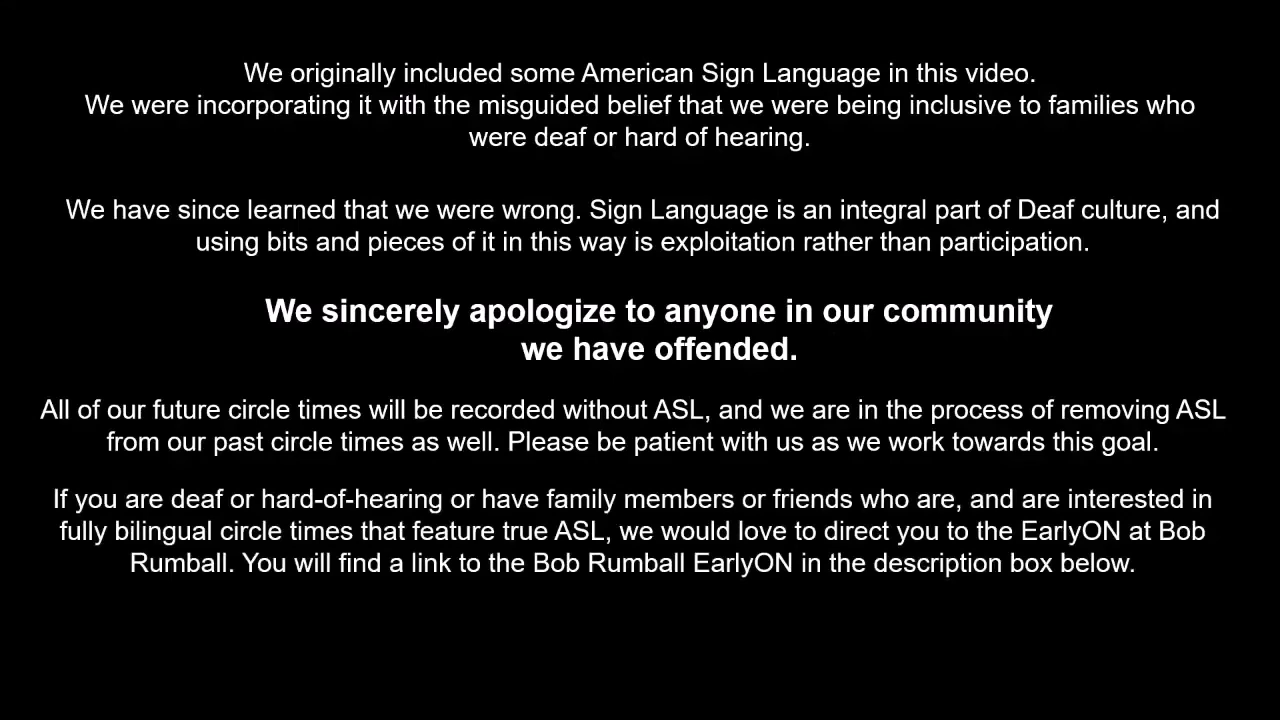 We originally included some American Sign Language in this video.
We were incorporating it with the misguided belief that we were being inclusive to families who
were deaf or hard of hearing.
We have since learned that we were wrong. Sign Language is an integral part of Deaf culture, and
using bits and pieces of it in this way is exploitation rather than participation.
We sincerely apologize to anyone in our community
we have offended.
All of our future circle times will be recorded without ASL, and we are in the process of removing ASL
from our past circle times as well. Please be patient with us as we work towards this goal.
If you are deaf or hard-of-hearing or have family members or friends who are, and are interested in
fully bilingual circle times that feature true ASL, we would love to direct you to the EarlyON at Bob
Rumball. You will find a link to the Bob Rumball EarlyON in the description box below.